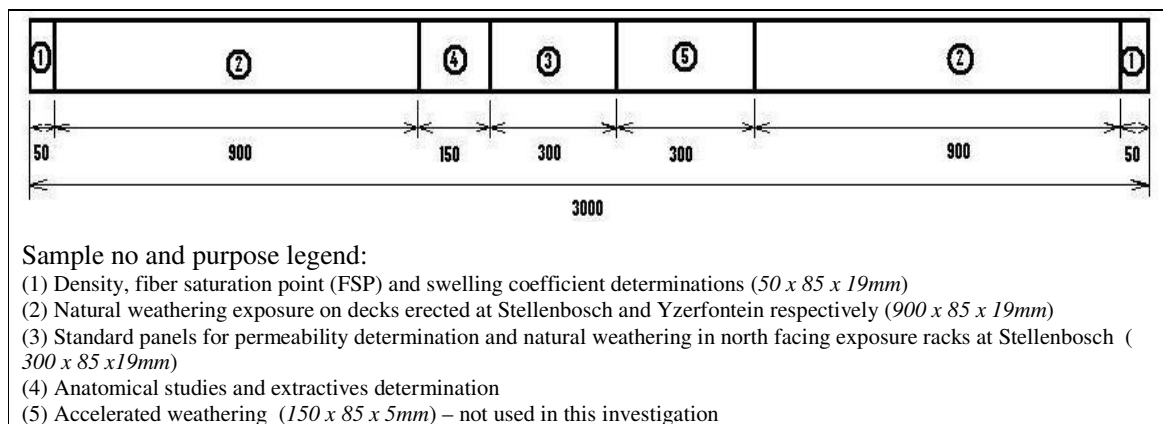 1 2 4 3 5 2 1
50 900 150 300 300 900 50
3000
Sample no and purpose legend:
(1) Density, fiber saturation point (FSP) and swelling coefficient determinations (50 x 85 x 19mm)
(2) Natural weathering exposure on decks erected at Stellenbosch and Yzerfontein respectively (900 x 85 x 19mm)
(3) Standard panels for permeability determination and natural weathering in north facing exposure racks at Stellenbosch (
300 x 85 x19mm)
(4) Anatomical studies and extractives determination
(5) Accelerated weathering (150 x 85 x 5mm) – not used in this investigation